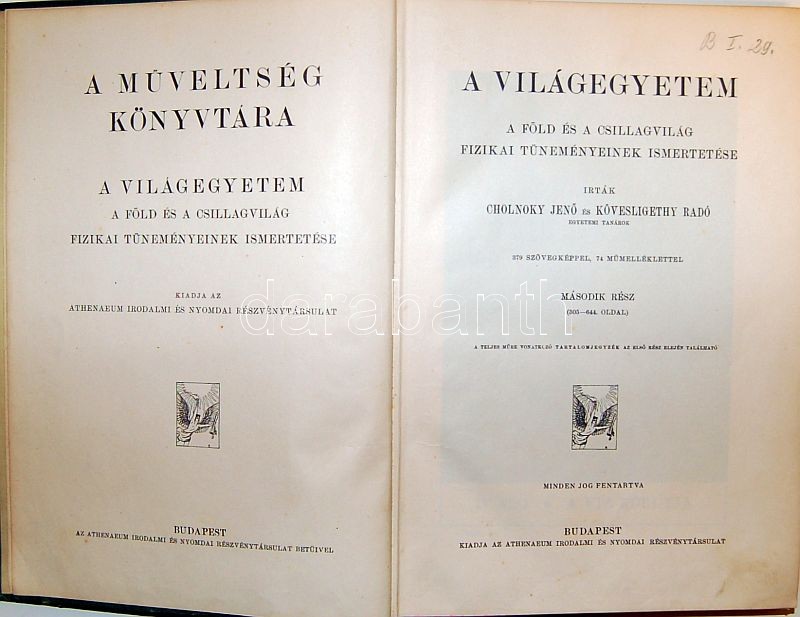 A MŰVELTSÉG
KÖNYVTÁRA
A VILÁGEGYETEM
A FÖLD ÉS A CSILLAGVILÁG
FIZIKAI TÜNEMÉNYEINEK ISMERTETÉSE
KIADJA AZ
ATHENAEUM IRODALMI ÉS NYOMDAI RÉSZVÉNYTÁRSULAT
BUDAPEST
AZ ATHENAEUM IRODALMI ÉS NYOMDAI RÉSZVÉNYTÁRSULAT BETŰIVEL
B I. 29.
A VILÁGEGYETEM
A FÖLD ÉS A CSILLAGVILÁG
FIZIKAI TÜNEMÉNYEINEK ISMERTETÉSE
IRTÁK
CHOLNOKY JENŐ ÉS KÖVESLIGETHY RADÓ
EGYETEMI TANÁROK
379 SZÖVEGKÉPPEL, 74 MŰMELLÉKLETTEL
MÁSODIK RÉSZ
(305—644. OLDAL)
A TELJES MŰRE VONATKOZÓ TARTALOMJEGYZÉK AZ ELSŐ RÉSZ ELEJÉN TALÁLHATÓ
MINDEN JOG FENTARTVA
BUDAPEST
KIADJA AZ ATHENAEUM IRODALMI ÉS NYOMDAI RÉSZVÉNYTÁRSULAT
darabanth